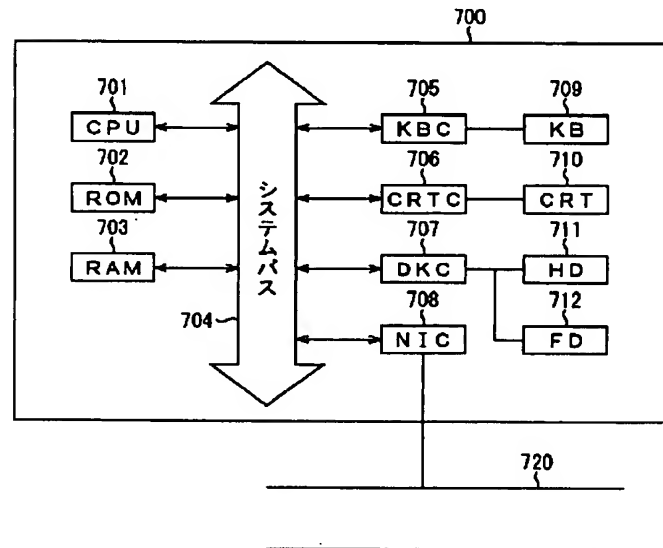 700
701
CPU
702
ROM
703
RAM
704
システムバス
705
KBC
706
CRTC
707
DKC
708
NIC
709
KB
710
CRT
711
HD
712
FD
720